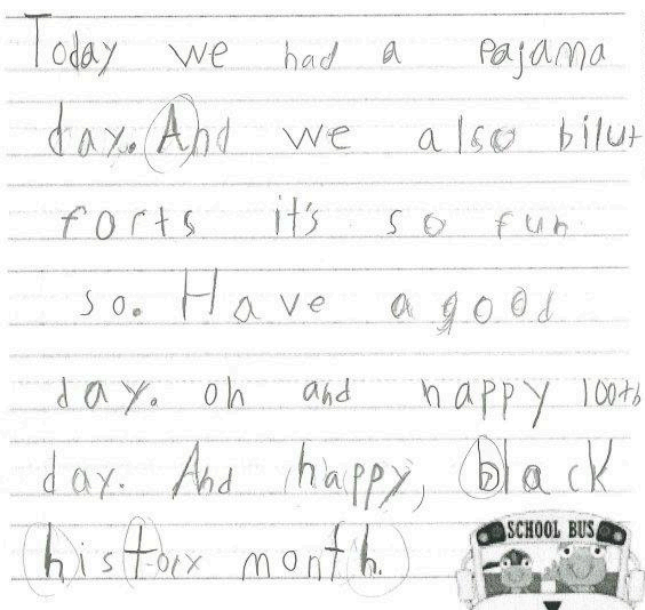 Today we had a pajama
day. And we also bilut
forts it's so fun
so. Have a good
day. oh and happy 100th
day. And happy, black
history month.
SCHOOL BUS